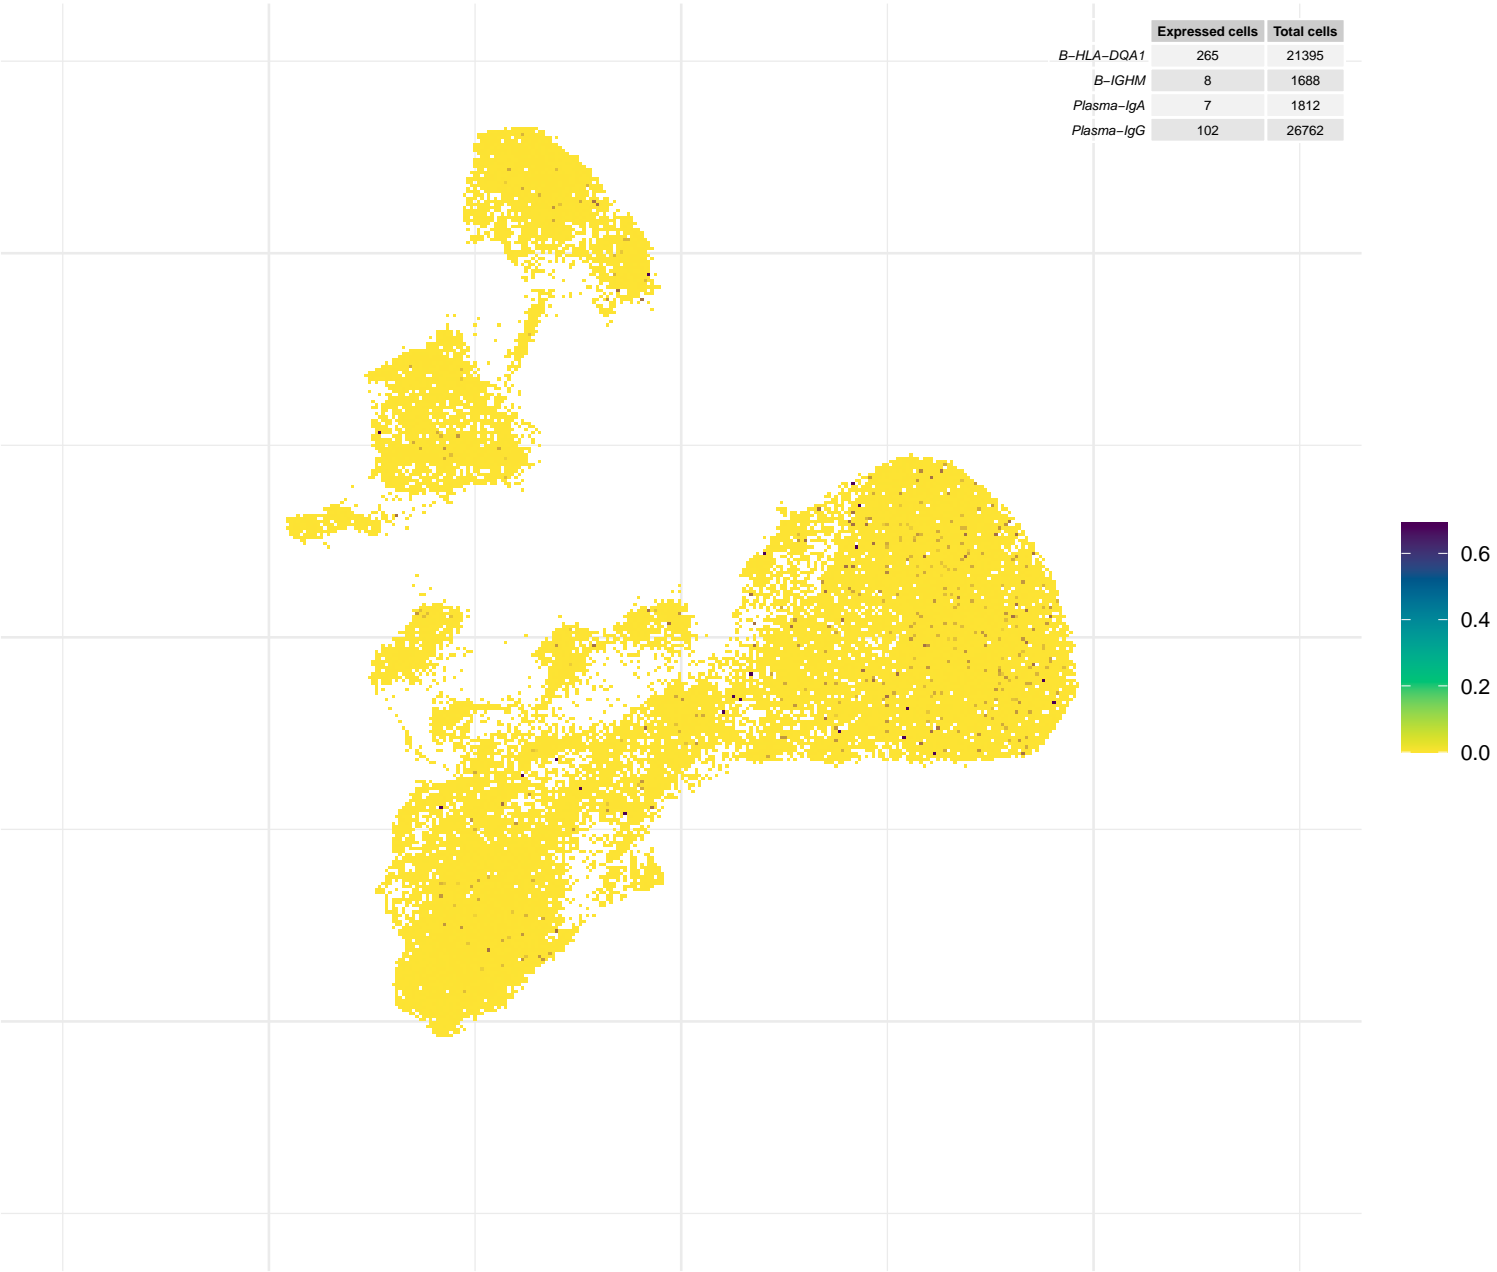 Expressed cells Total cells
B−HLA−DQA1 265 21395
B−IGHM 8 1688
Plasma−IgA 7 1812
Plasma−IgG 102 26762
0.6
0.4
0.2
0.0